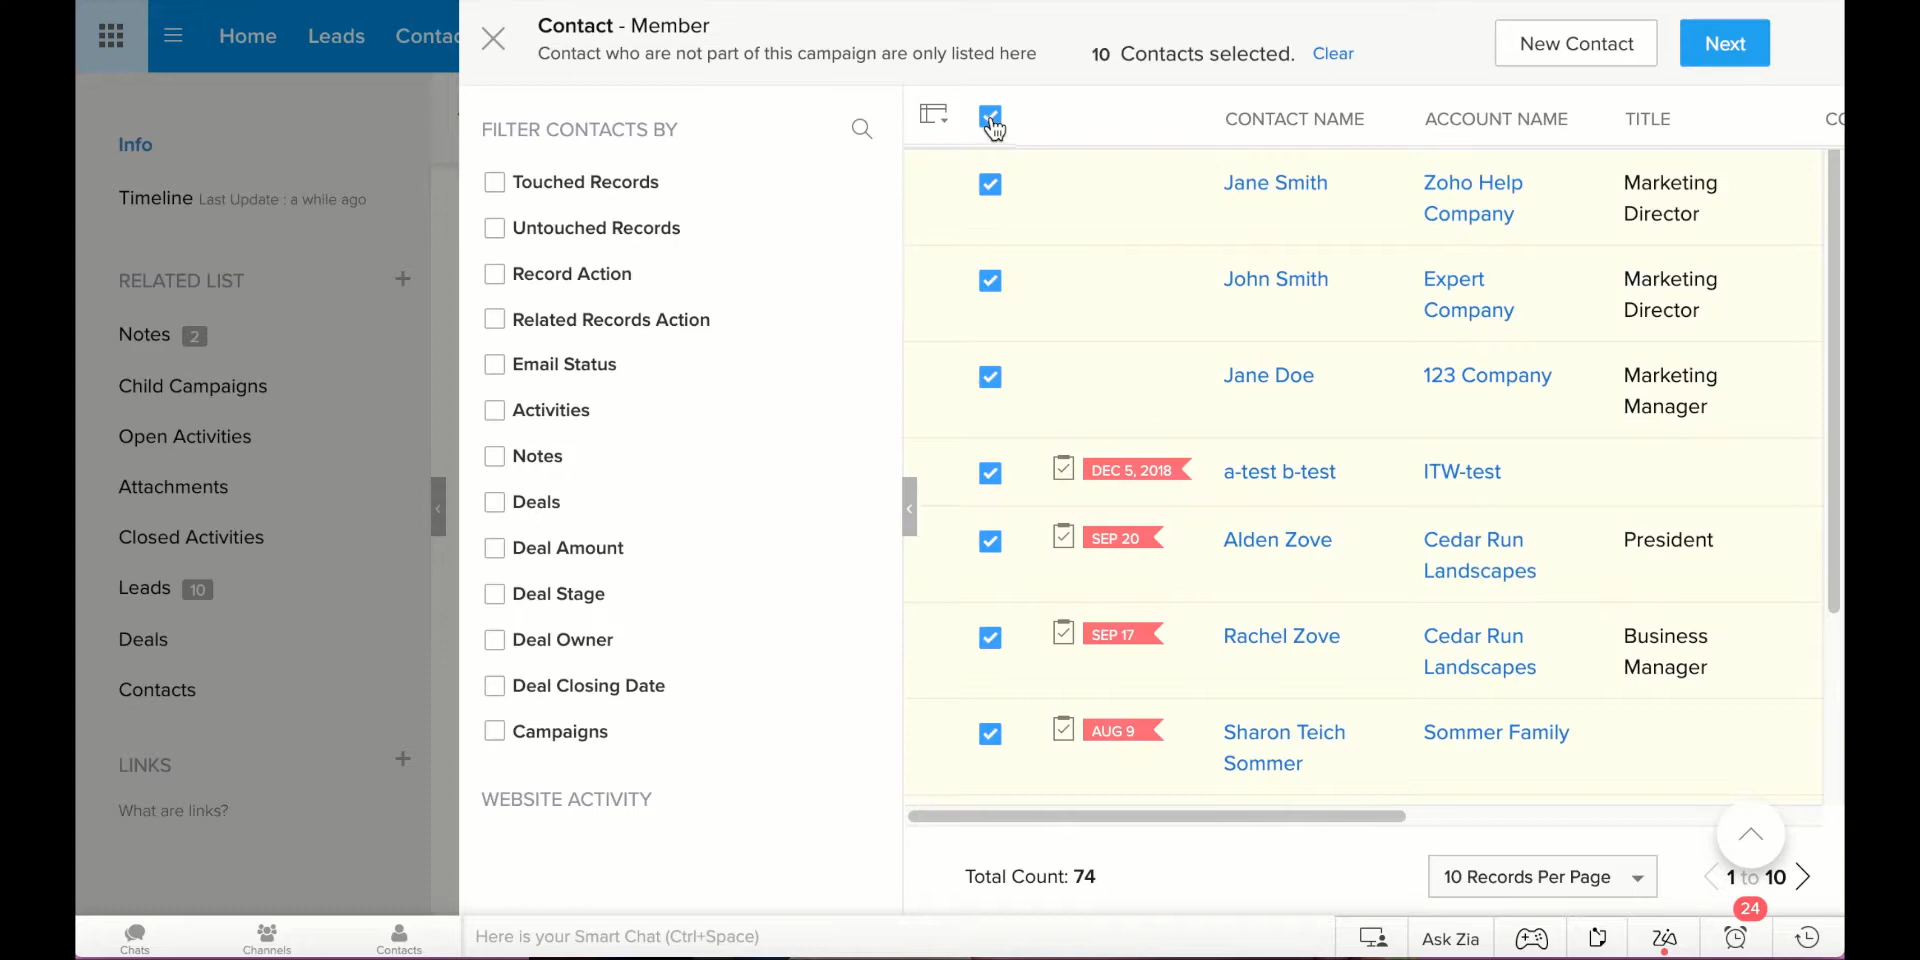 Home Leads Contac
Info
Timeline Last Update : a while ago
RELATED LIST
Notes 2
Child Campaigns
Open Activities
Attachments
Closed Activities
Leads 10
Deals
Contacts
LINKS
What are links?
Contact - Member
Contact who are not part of this campaign are only listed here
10 Contacts selected. Clear
New Contact
Next
FILTER CONTACTS BY
Touched Records
Untouched Records
Record Action
Related Records Action
Email Status
Activities
Notes
Deals
Deal Amount
Deal Stage
Deal Owner
Deal Closing Date
Campaigns
WEBSITE ACTIVITY
CONTACT NAME ACCOUNT NAME TITLE CO
Jane Smith Zoho Help Marketing
Company Director
John Smith Expert Marketing
Company Director
Jane Doe 123 Company Marketing
Manager
DEC 5, 2018 a-test b-test ITW-test
SEP 20 Alden Zove Cedar Run President
Landscapes
SEP 17 Rachel Zove Cedar Run Business
Landscapes Manager
AUG 9 Sharon Teich Sommer Family
Sommer
Total Count: 74
10 Records Per Page
1 to 10
24
Chats Channels Contacts
Here is your Smart Chat (Ctrl+Space)
Ask Zia